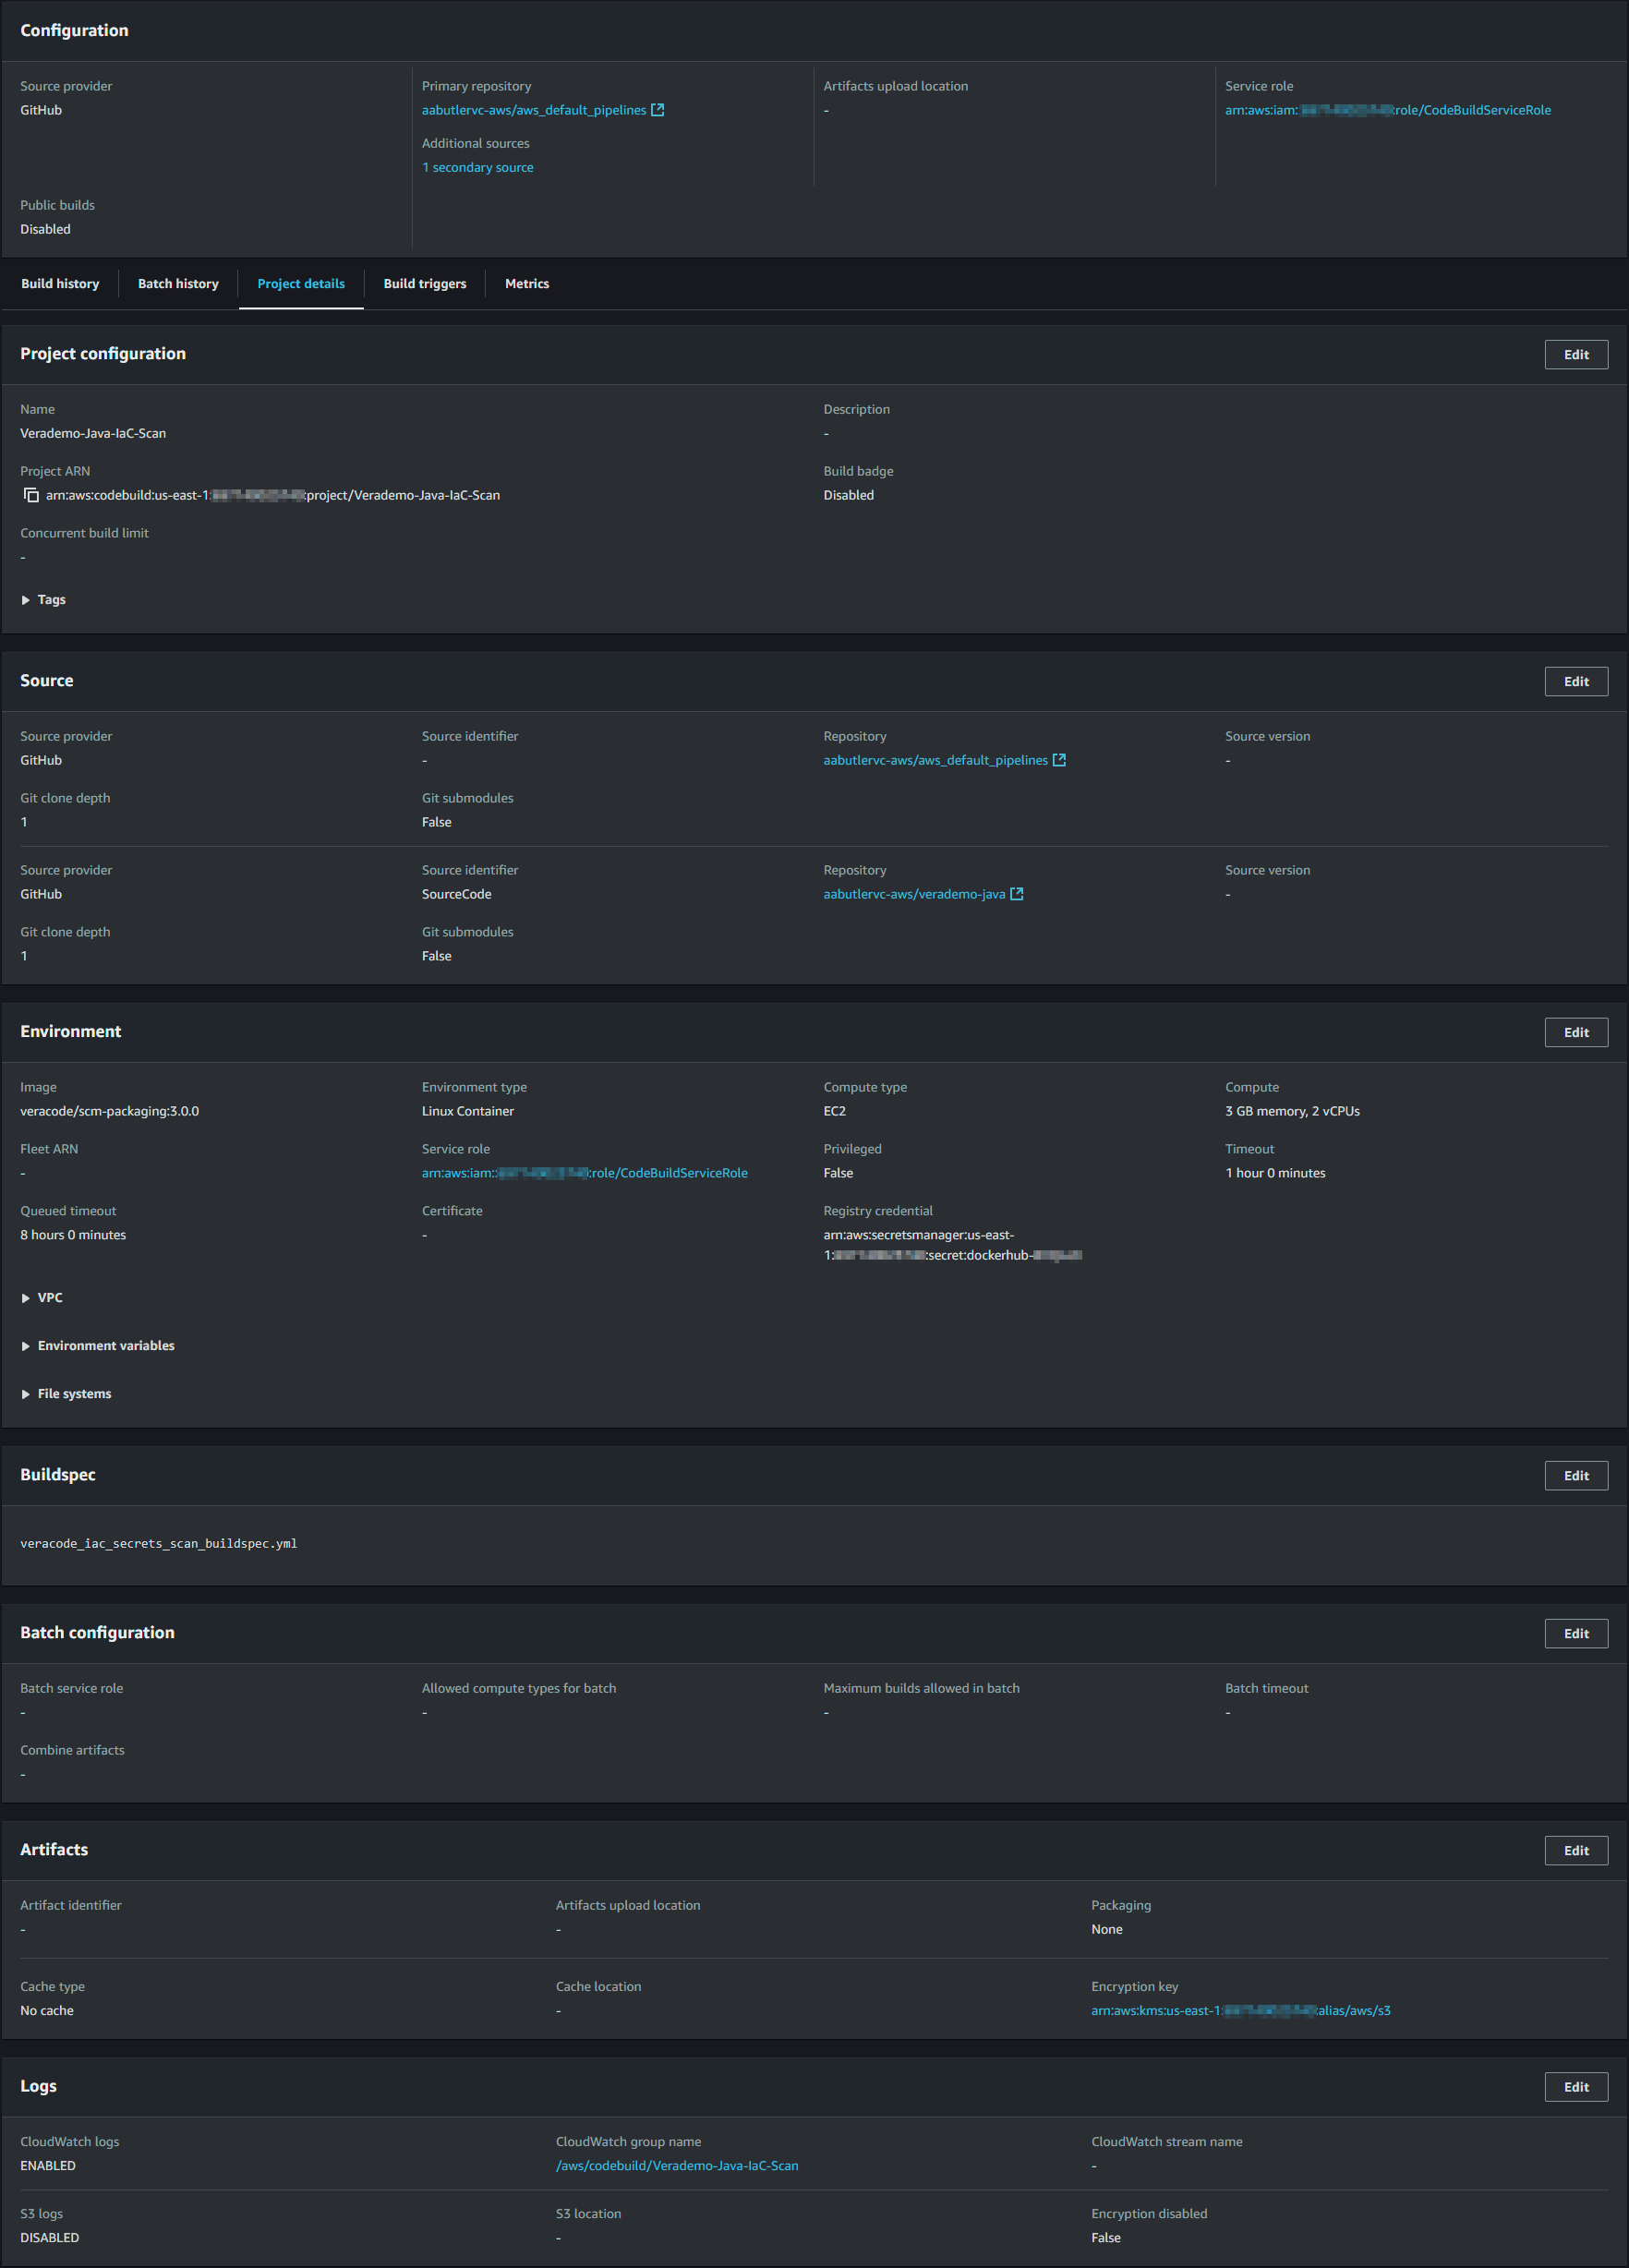 Configuration
Source provider
GitHub
Primary repository
aabutlervc-aws/aws_default_pipelines
Additional sources
1 secondary source
Artifacts upload location
-
Service role
arn:aws:iam: :role/CodeBuildServiceRole
Public builds
Disabled
Build history
Batch history
Project details
Build triggers
Metrics
Project configuration
Edit
Name
Verademo-Java-IaC-Scan
Description
-
Project ARN
arn:aws:codebuild:us-east-1: :project/Verademo-Java-IaC-Scan
Build badge
Disabled
Concurrent build limit
-
Tags
Source
Edit
Source provider
GitHub
Source identifier
-
Repository
aabutlervc-aws/aws_default_pipelines
Source version
-
Git clone depth
1
Git submodules
False
Source provider
GitHub
Source identifier
SourceCode
Repository
aabutlervc-aws/verademo-java
Source version
-
Git clone depth
1
Git submodules
False
Environment
Edit
Image
veracode/scm-packaging:3.0.0
Environment type
Linux Container
Compute type
EC2
Compute
3 GB memory, 2 vCPUs
Fleet ARN
-
Service role
arn:aws:iam:: :role/CodeBuildServiceRole
Privileged
False
Timeout
1 hour 0 minutes
Queued timeout
8 hours 0 minutes
Certificate
-
Registry credential
arn:aws:secretsmanager:us-east-
1: :secret:dockerhub-
VPC
Environment variables
File systems
Buildspec
Edit
veracode_iac_secrets_scan_buildspec.yml
Batch configuration
Edit
Batch service role
-
Allowed compute types for batch
-
Maximum builds allowed in batch
-
Batch timeout
-
Combine artifacts
-
Artifacts
Edit
Artifact identifier
-
Artifacts upload location
-
Packaging
None
Cache type
No cache
Cache location
-
Encryption key
arn:aws:kms:us-east-1: :alias/aws/s3
Logs
Edit
CloudWatch logs
ENABLED
CloudWatch group name
/aws/codebuild/Verademo-Java-IaC-Scan
CloudWatch stream name
-
S3 logs
DISABLED
S3 location
-
Encryption disabled
False